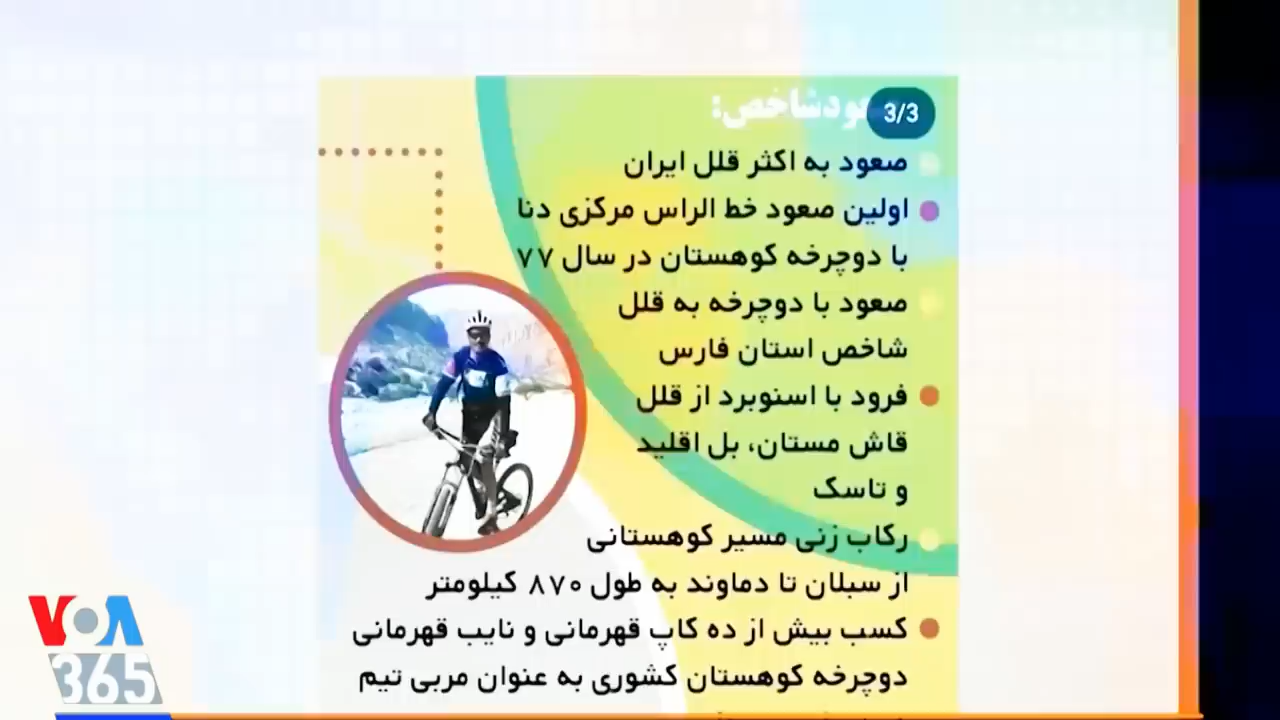 3/3
صعود به اکثر قلل ایران
اولین صعود خط الراس مرکزی دنا
با دوچرخه کوهستان در سال ۷۷
صعود با دوچرخه به قلل
شاخص استان فارس
فرود با اسنوبرد از قلل
قاش مستان، بل اقلید
و تاسک
رکاب زنی مسیر کوهستانی
از سبلان تا دماوند به طول ۸۷۰ کیلومتر
کسب بیش از ده کاپ قهرمانی و نایب قهرمانی
دوچرخه کوهستان کشوری به عنوان مربی تیم
VOA
365